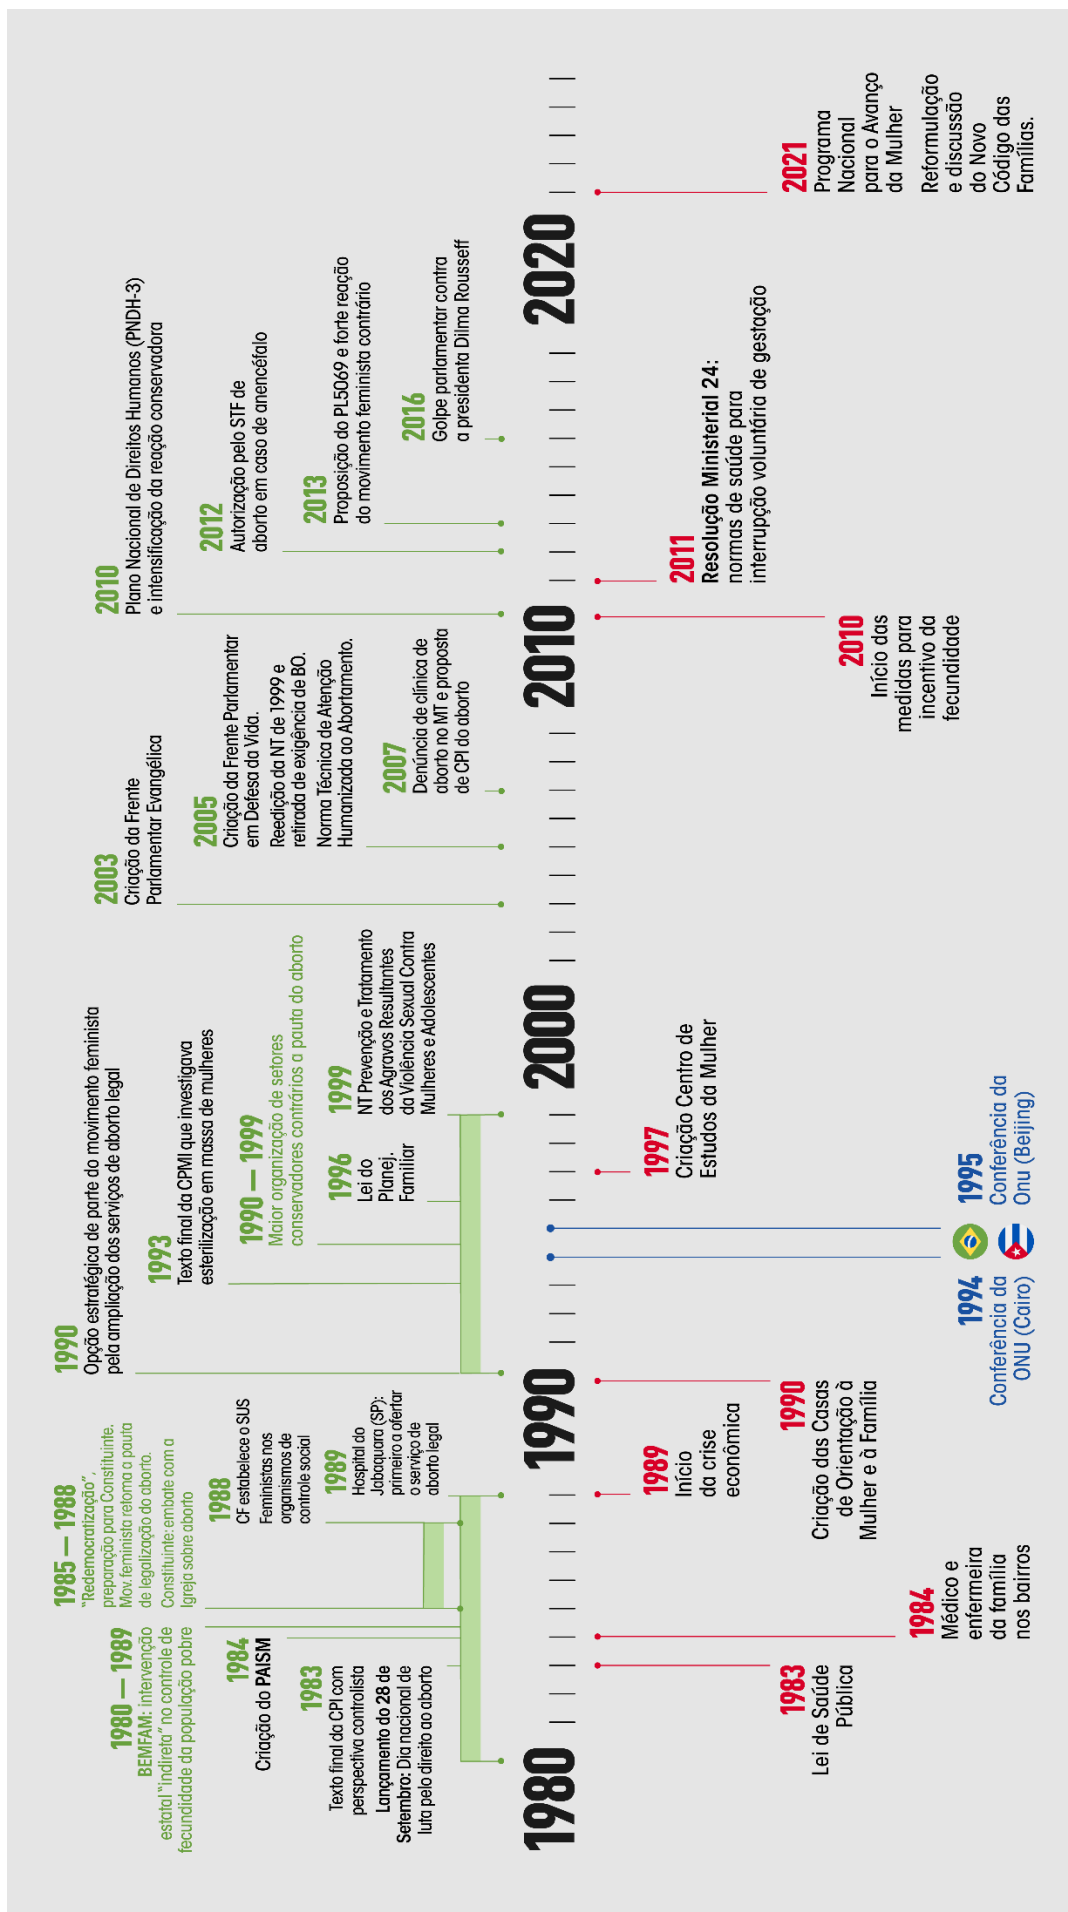 1980 — 1989
BEMFAM: intervenção
estatal “indireta” no controle de
fecundidade da população pobre
1985 — 1988
“Redemocratização”,
preparação para Constituinte.
Mov. feminista retoma a pauta
de legalização do aborto.
Constituinte: embate com a
Igreja sobre aborto
1984
Criação do PAISM
1983
Texto final da CPI com
perspectiva controlista
Lançamento do 28 de
Setembro: Dia nacional de
luta pelo direito ao aborto
1988
CF estabelece o SUS
Feministas nos
organismos de
controle social
1989
Hospital do
Jabaquara (SP):
primeiro a ofertar
o serviço de
aborto legal
1990
Opção estratégica de parte do movimento feminista
pela ampliação dos serviços de aborto legal
1993
Texto final da CPMI que investigava
esterilização em massa de mulheres
1990 — 1999
Maior organização de setores
conservadores contrários a pauta do aborto
1996
Lei do
Planej.
Familiar
1999
NT Prevenção e Tratamento
dos Agravos Resultantes
da Violência Sexual Contra
Mulheres e Adolescentes
2003
Criação da Frente
Parlamentar Evangélica
2005
Criação da Frente Parlamentar
em Defesa da Vida.
Reedição da NT de 1999 e
retirada de exigência de BO.
Norma Técnica de Atenção
Humanizada ao Abortamento.
2007
Denúncia de clínica de
aborto no MT e proposta
de CPI do aborto
2010
Plano Nacional de Direitos Humanos (PNDH-3)
e intensificação da reação conservadora
2012
Autorização pelo STF de
aborto em caso de anencéfalo
2013
Proposição do PL5069 e forte reação
do movimento feminista contrário
2016
Golpe parlamentar contra
a presidenta Dilma Rousseff
1980
1990
2000
2010
2020
1983
Lei de Saúde
Pública
1984
Médico e
enfermeira
da família
nos bairros
1989
Início
da crise
econômica
1990
Criação das Casas
de Orientação à
Mulher e à Família
1994
Conferência da
ONU (Cairo)
1995
Conferência da
Onu (Beijing)
1997
Criação Centro de
Estudos da Mulher
2010
Início das
medidas para
incentivo da
fecundidade
2011
Resolução Ministerial 24:
normas de saúde para
interrupção voluntária de gestação
2021
Programa
Nacional
para o Avanço
da Mulher
Reformulação
e discussão
do Novo
Código das
Famílias.